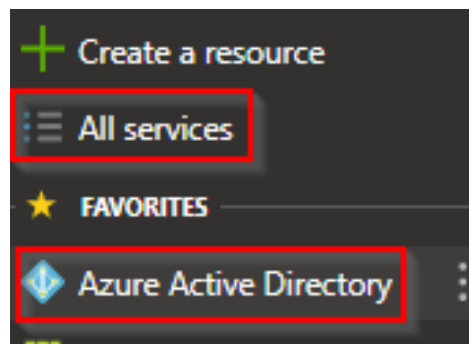 Create a resource
All services
FAVORITES
Azure Active Directory